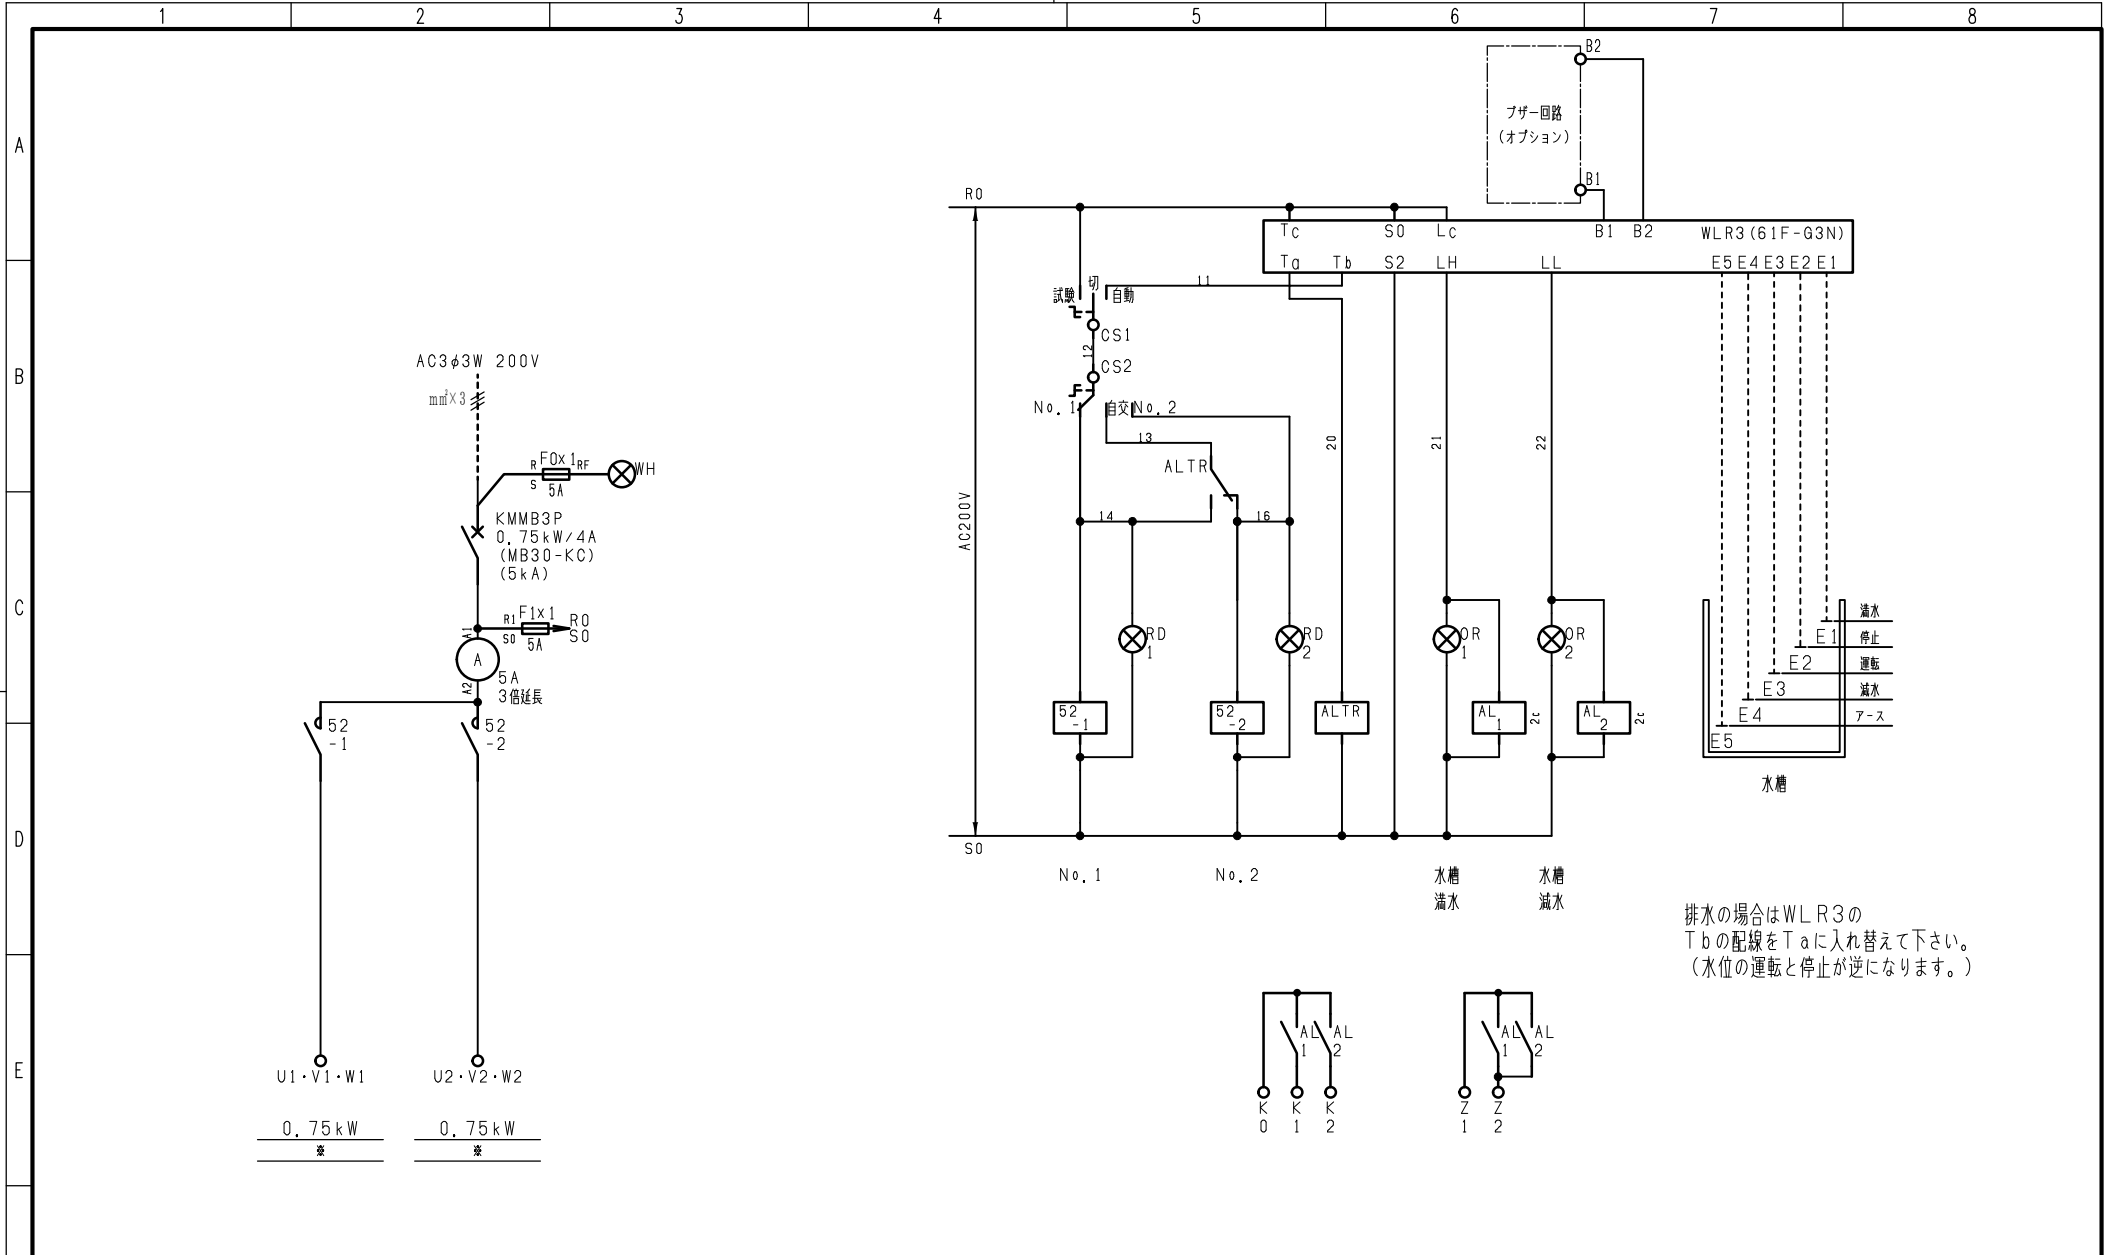 1 2 3 4 5 6 7 8
A
B
C
D
E
B2
ブザー回路
(オプション)
B1
R0
Tc S0 Lc B1 B2 WLR3(61F-G3N)
Ta Tb S2 LH LL E5 E4 E3 E2 E1
11
試験 切 自動
CS1
12
CS2
No.1 自交 No.2
13
ALTR
14
16
20
21
22
AC200V
RD
1
RD
2
OR
1
OR
2
52
-1
52
-2
ALTR
AL
1
2c
AL
2
2c
S0
No.1
No.2
水槽
満水
水槽
減水
満水
E1 停止
E2 運転
E3 減水
E4 アース
E5
水槽
AC3φ3W 200V
mm²×3
R F0x1 RF
S 5A
WH
KMMB3P
0.75kW/4A
(MB30-KC)
(5kA)
R1 F1x1 R0
S0 5A S0
A1
A
A2
5A
3倍延長
52
-1
52
-2
U1・V1・W1
U2・V2・W2
0.75kW
※
0.75kW
※
排水の場合はWLR3の
Tbの配線をTaに入れ替えて下さい。
(水位の運転と停止が逆になります。)
AL
1
AL
2
K
0
K
1
K
2
AL
1
AL
2
Z
1
Z
2